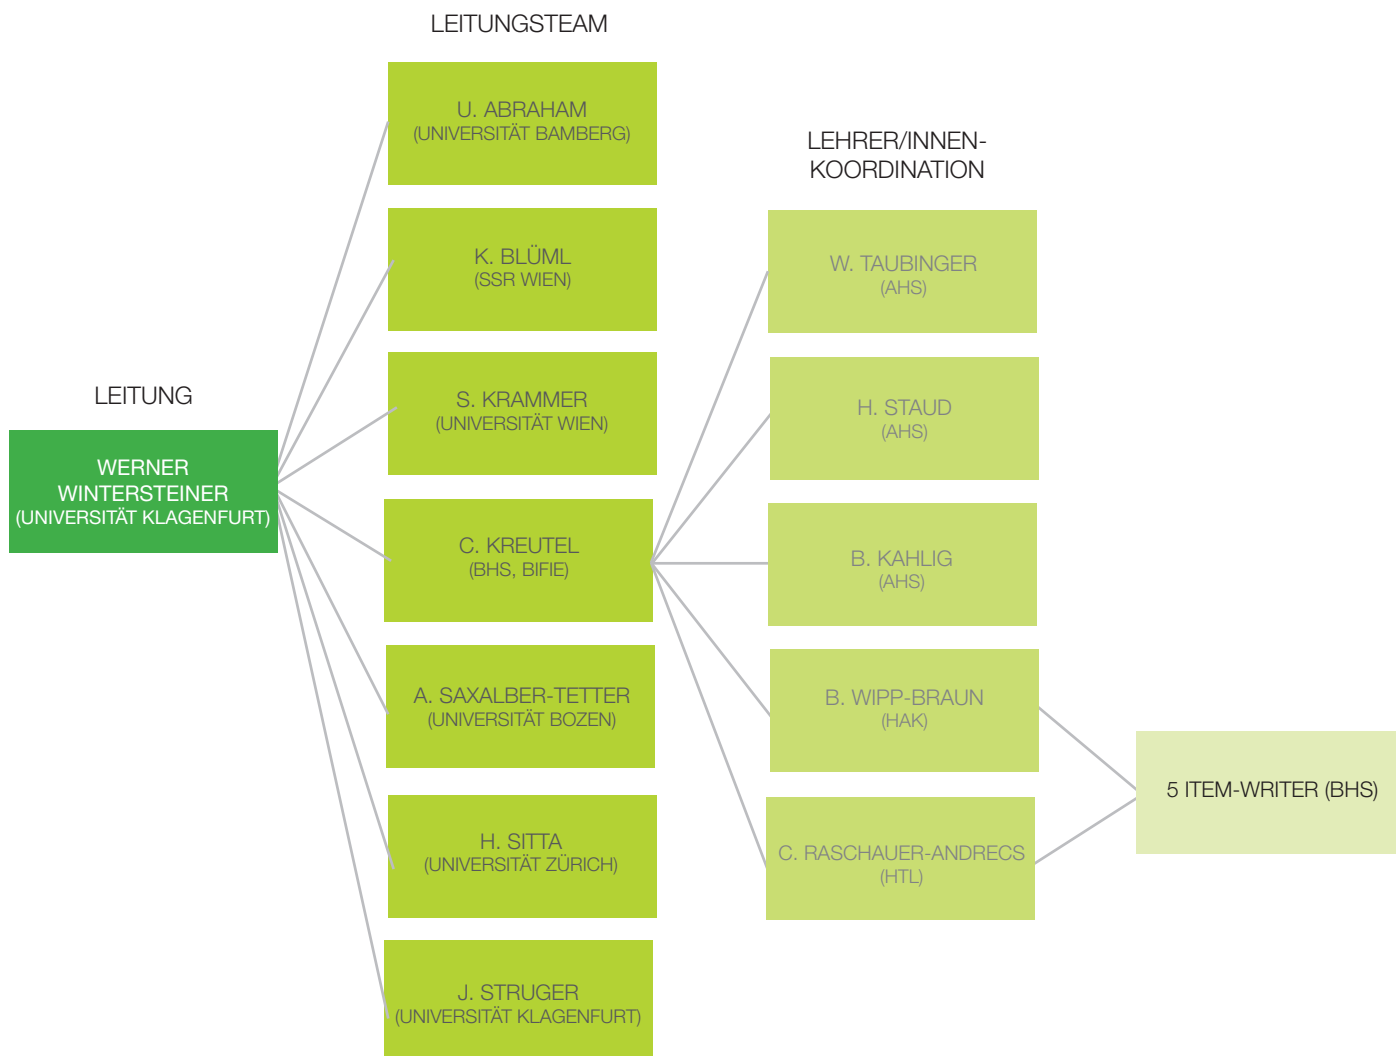 LEITUNGSTEAM
U. ABRAHAM
(UNIVERSITÄT BAMBERG)
K. BLÜML
(SSR WIEN)
S. KRAMMER
(UNIVERSITÄT WIEN)
C. KREUTEL
(BHS, BIFIE)
A. SAXALBER-TETTER
(UNIVERSITÄT BOZEN)
H. SITTA
(UNIVERSITÄT ZÜRICH)
J. STRUGER
(UNIVERSITÄT KLAGENFURT)
LEITUNG
WERNER
WINTERSTEINER
(UNIVERSITÄT KLAGENFURT)
LEHRER/INNEN-
KOORDINATION
W. TAUBINGER
(AHS)
H. STAUD
(AHS)
B. KAHLIG
(AHS)
B. WIPP-BRAUN
(HAK)
C. RASCHAUER-ANDRECS
(HTL)
5 ITEM-WRITER (BHS)